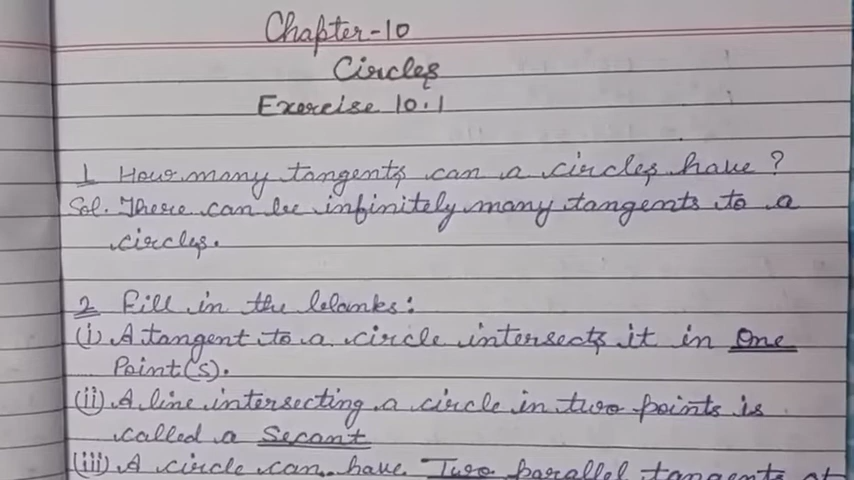 Chapter-10
Circles
Exercise 10.1
1 How many tangents can a circles have?
Sol. There can be infinitely many tangents to a
circles.
2 Fill in the blanks:
(i) A tangent to a circle intersects it in One
Point(s).
(ii) A line intersecting a circle in two points is
called a Secant
(iii) A circle can have Two parallel tangents at